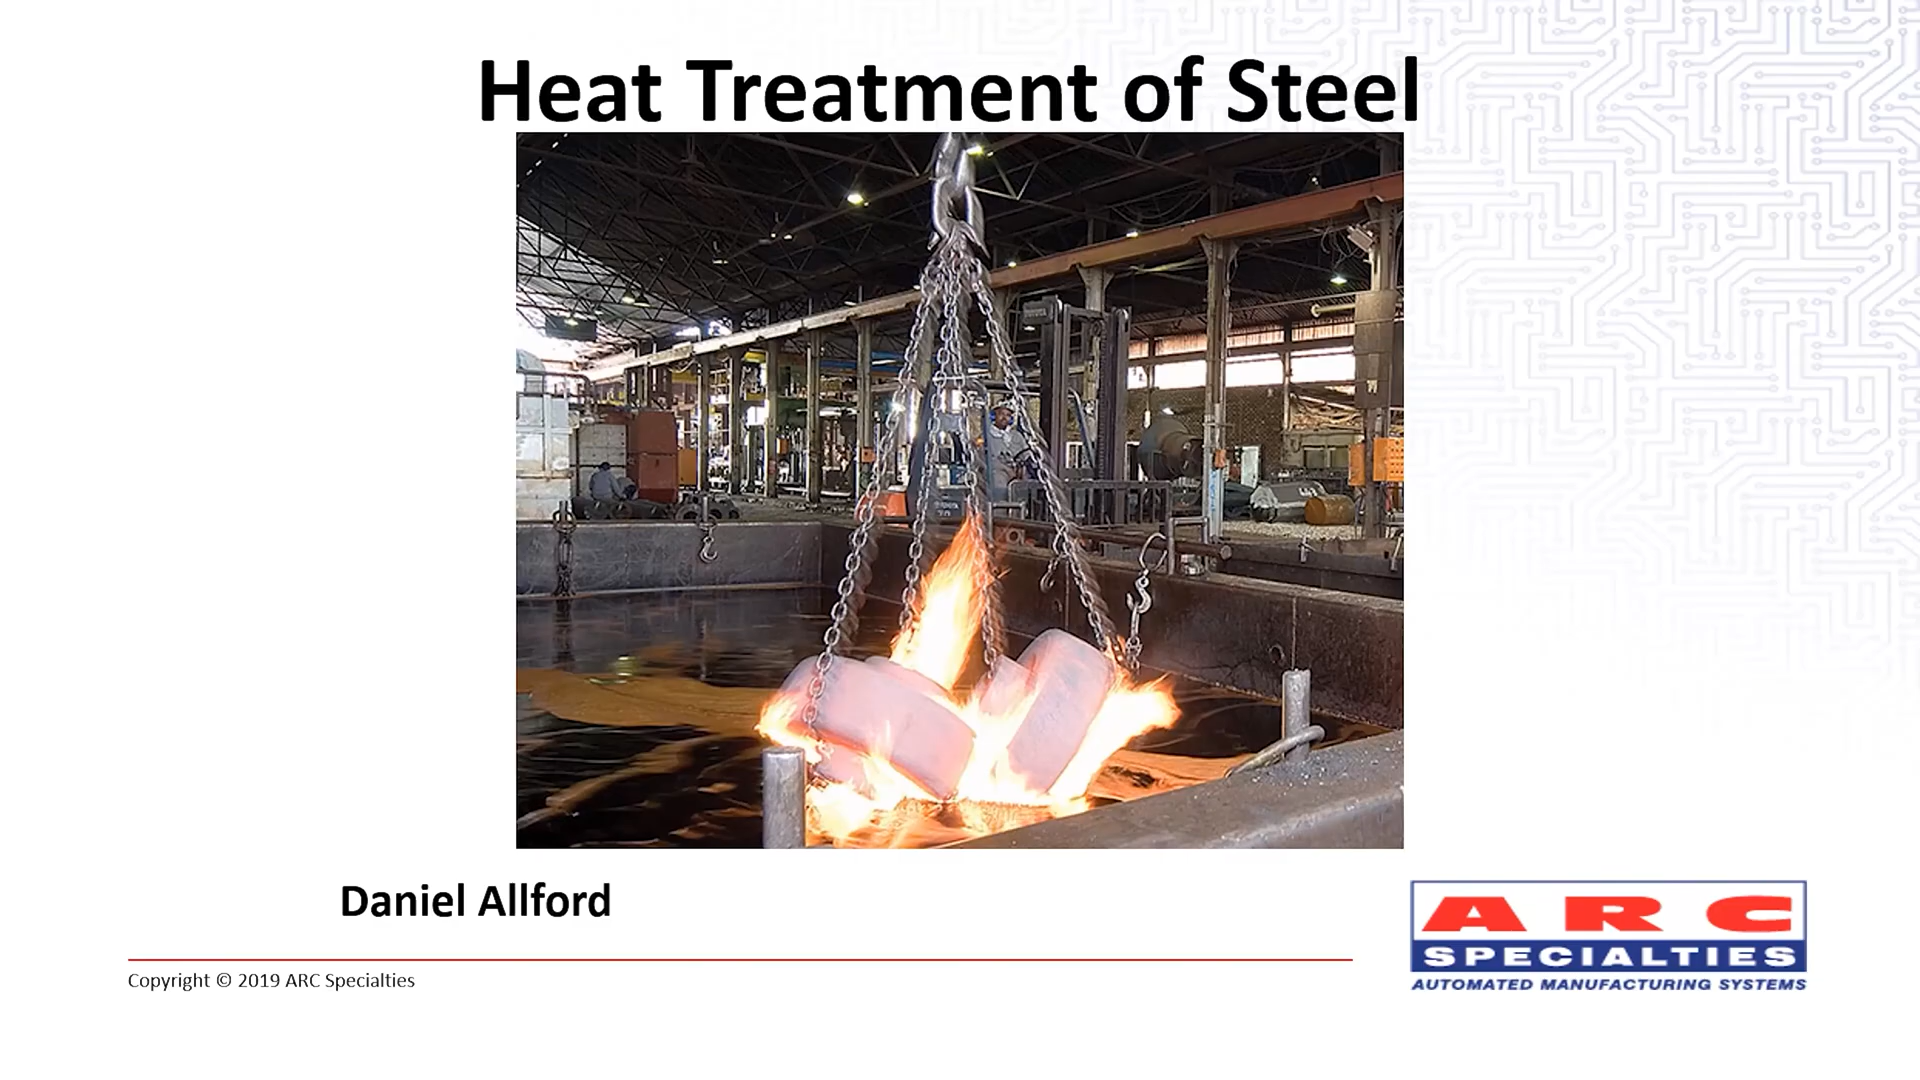 Heat Treatment of Steel
Daniel Allford
Copyright © 2019 ARC Specialties
ARC
SPECIALTIES
AUTOMATED MANUFACTURING SYSTEMS